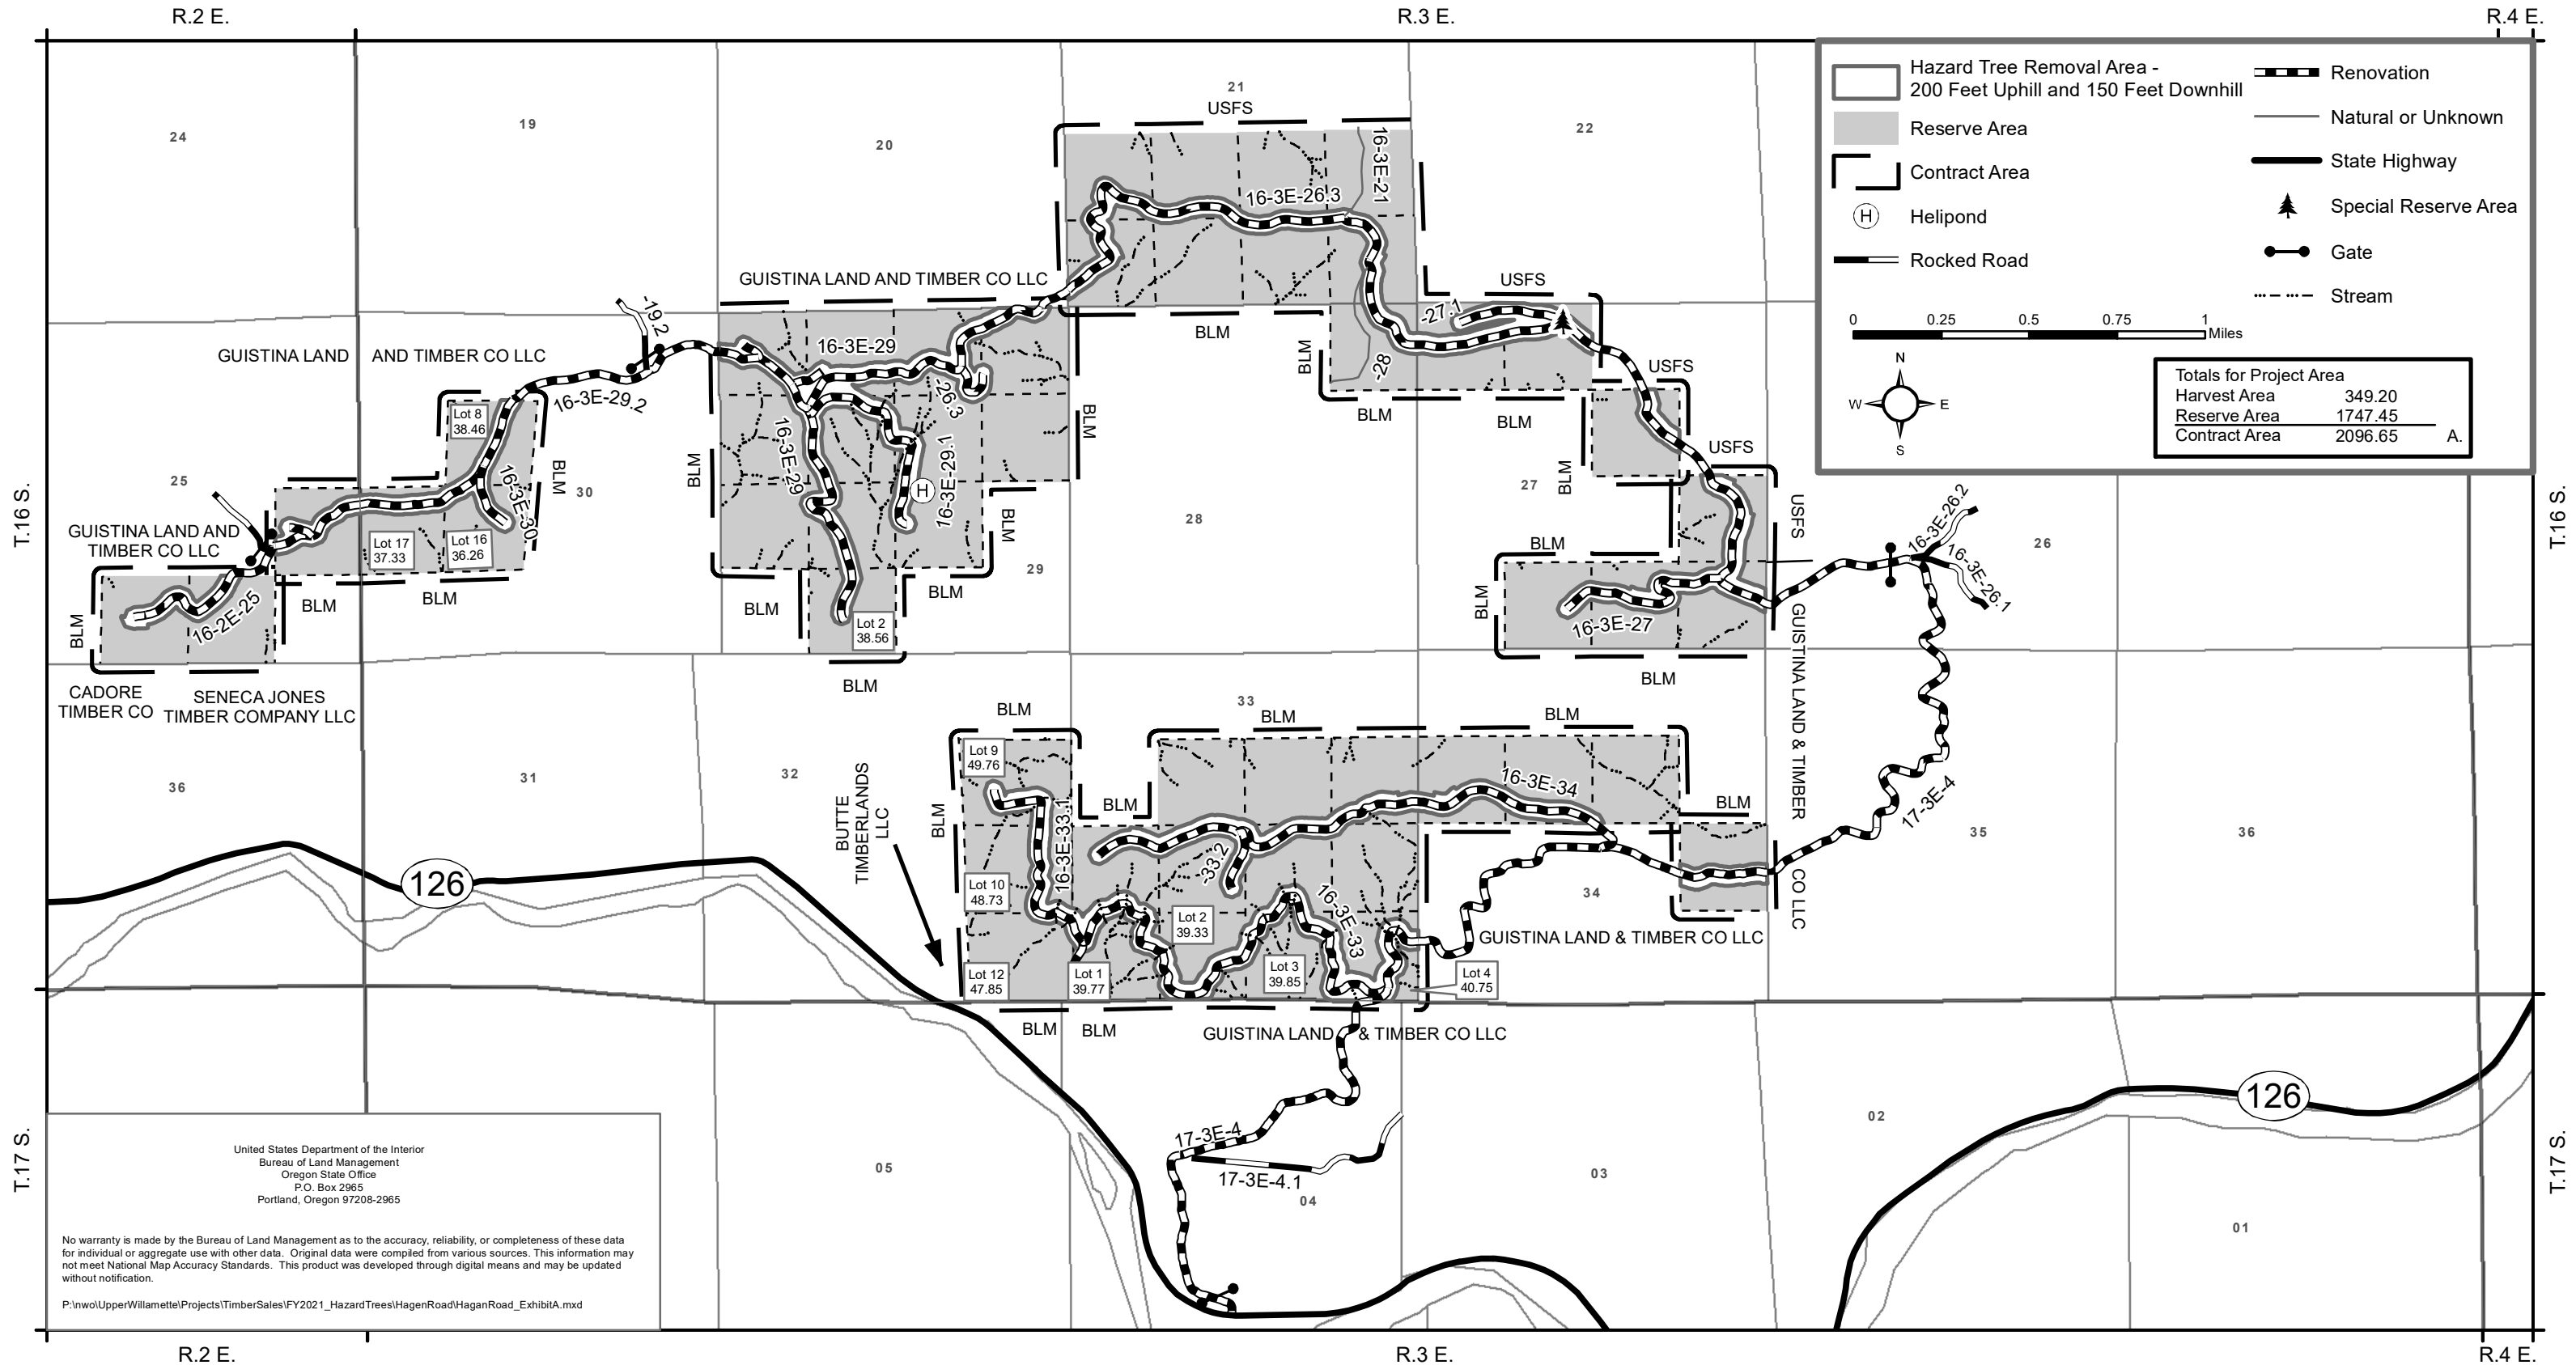 R.2 E.
R.3 E.
R.4 E.
Hazard Tree Removal Area -
200 Feet Uphill and 150 Feet Downhill
Reserve Area
Contract Area
H
Helipond
Rocked Road
Renovation
Natural or Unknown
State Highway
Special Reserve Area
Gate
Stream
0
0.25
0.5
0.75
1
Miles
N
W
E
S
Totals for Project Area
Harvest Area 349.20
Reserve Area 1747.45
Contract Area 2096.65 A.
24
19
20
21
USFS
22
16-3E-21
16-3E-26.3
GUISTINA LAND AND TIMBER CO LLC
USFS
-19.2
-27.1
BLM
BLM
-28
USFS
GUISTINA LAND
AND TIMBER CO LLC
16-3E-29
16-3E-29.2
-26.3
BLM
BLM
BLM
Lot 8
38.46
USFS
25
16-3E-30
BLM
30
BLM
16-3E-29
H
16-3E-29.1
BLM
28
27
BLM
USFS
T.16 S.
T.16 S.
GUISTINA LAND AND
TIMBER CO LLC
Lot 17
37.33
Lot 16
36.26
16-3E-26.2
16-3E-26.1
26
BLM
29
BLM
BLM
BLM
BLM
BLM
16-2E-25
BLM
Lot 2
38.56
BLM
16-3E-27
BLM
BLM
GUISTINA LAND & TIMBER
CO LLC
CADORE
TIMBER CO
SENECA JONES
TIMBER COMPANY LLC
BLM
33
BLM
BLM
36
31
32
Lot 9
49.76
BUTTE
TIMBERLANDS
LLC
BLM
BLM
16-3E-33.1
16-3E-34
BLM
17-3E-4
35
36
126
-33.2
Lot 10
48.73
Lot 2
39.33
16-3E-33
34
GUISTINA LAND & TIMBER CO LLC
Lot 12
47.85
Lot 1
39.77
Lot 3
39.85
Lot 4
40.75
BLM
BLM
GUISTINA LAND
& TIMBER CO LLC
126
02
17-3E-4
17-3E-4.1
05
04
03
01
T.17 S.
T.17 S.
United States Department of the Interior
Bureau of Land Management
Oregon State Office
P.O. Box 2965
Portland, Oregon 97208-2965
No warranty is made by the Bureau of Land Management as to the accuracy, reliability, or completeness of these data
for individual or aggregate use with other data. Original data were compiled from various sources. This information may
not meet National Map Accuracy Standards. This product was developed through digital means and may be updated
without notification.
P:\nwo\UpperWillamette\Projects\TimberSales\FY2021_HazardTrees\HagenRoad\HaganRoad_ExhibitA.mxd
R.2 E.
R.3 E.
R.4 E.